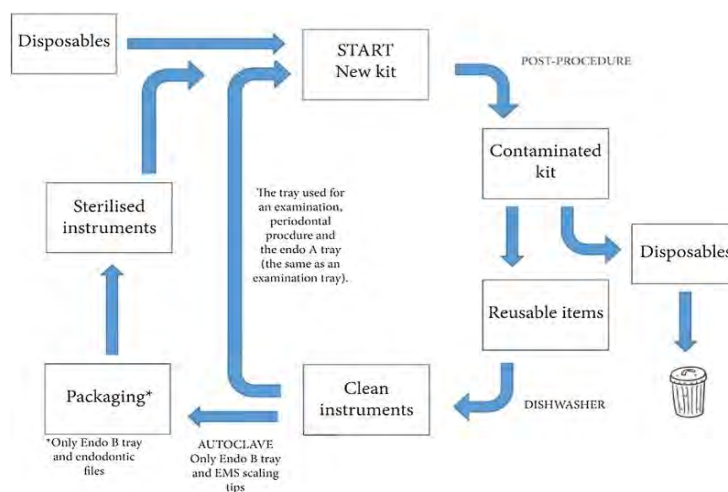 Disposables
START
New kit
POST-PROCEDURE
Contaminated
kit
The tray used for
an examination,
periodontal
procdure and
the endo A tray
(the same as an
examination tray).
Sterilised
instruments
Disposables
Reusable items
Packaging*
Clean
instruments
DISHWASHER
*Only Endo B tray
and endodontic
files
AUTOCLAVE
Only Endo B tray
and EMS scaling
tips